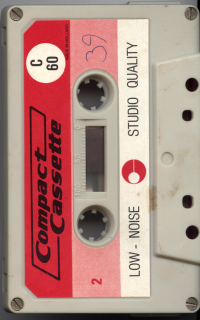 C
60
39
Compact
Cassette
2
LOW - NOISE
STUDIO QUALITY